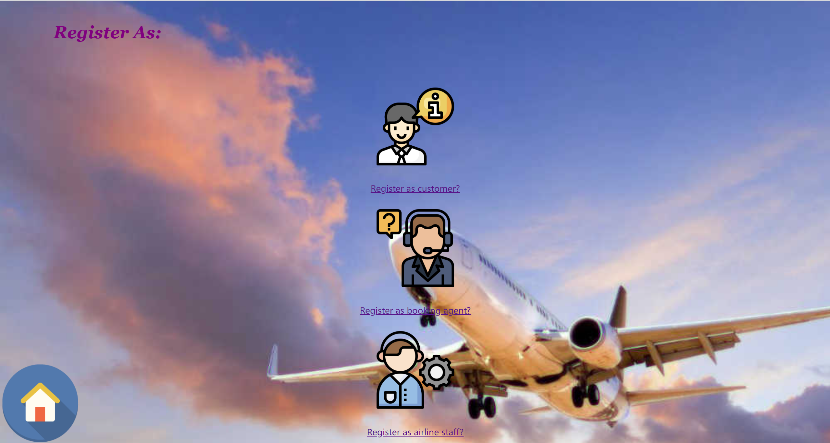 Register As:
i
Register as customer?
?
Register as booking agent?
Register as airline staff?